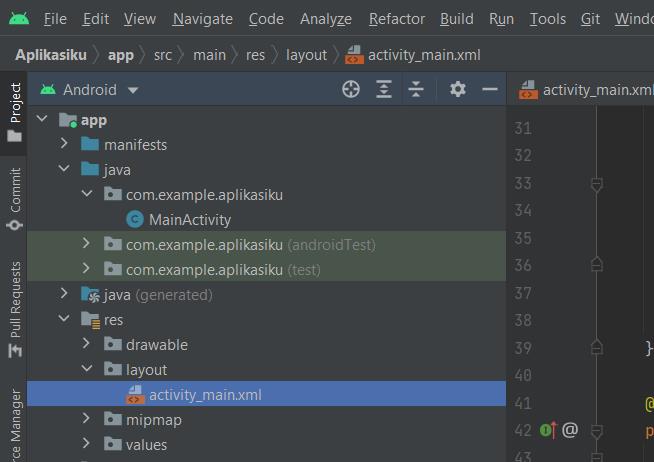 File Edit View Navigate Code Analyze Refactor Build Run Tools Git
Aplikasiku app src main res layout activity_main.xml
Project
Commit
Pull Requests
Android
app
manifests
java
com.example.aplikasiku
MainActivity
com.example.aplikasiku (androidTest)
com.example.aplikasiku (test)
java (generated)
res
drawable
layout
activity_main.xml
mipmap
values
activity_main.xml
31
32
33
34
35
36
37
38
39 }
40
41 @
42 @ p
43